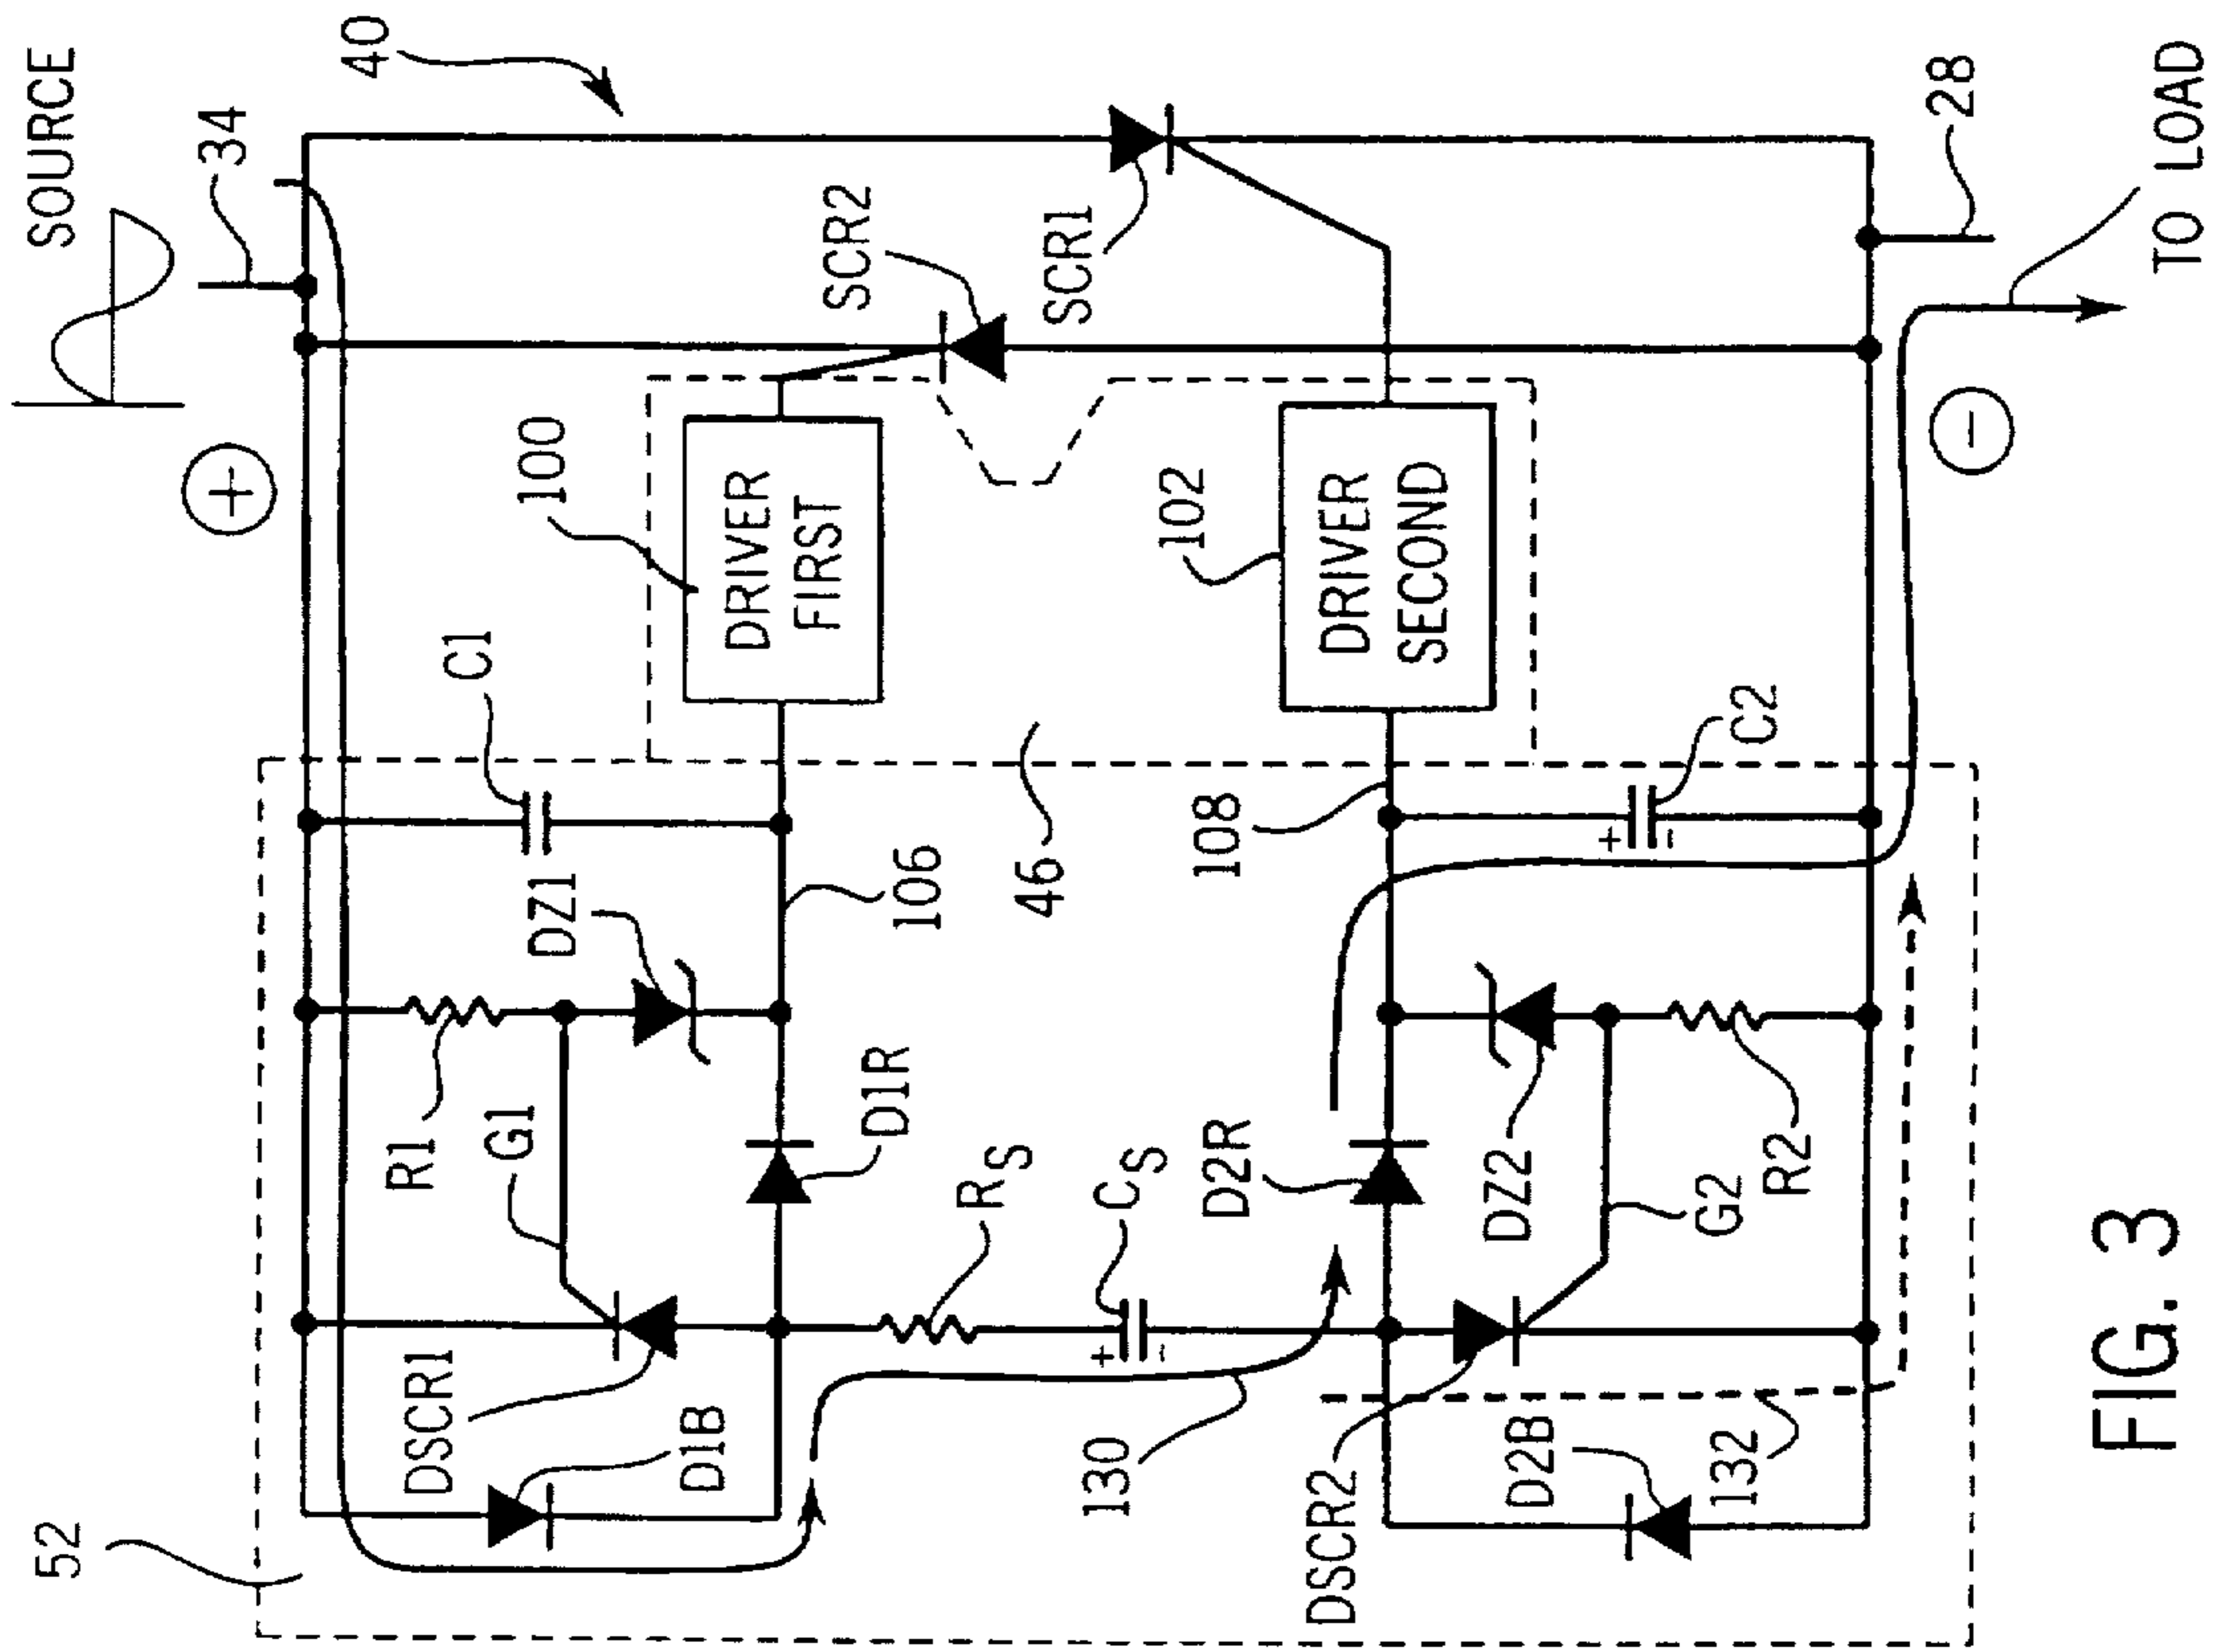 SOURCE
34
40
+
100
SCR2
SCR1
DRIVER
FIRST
C1
DZ1
R1
G1
106
46
D1R
DSCR1
D1B
52
RS
CS
+
-
130
102
DRIVER
SECOND
108
C2
+
-
D2R
DZ2
R2
G2
DSCR2
D2B
132
-
28
TO LOAD
FIG. 3